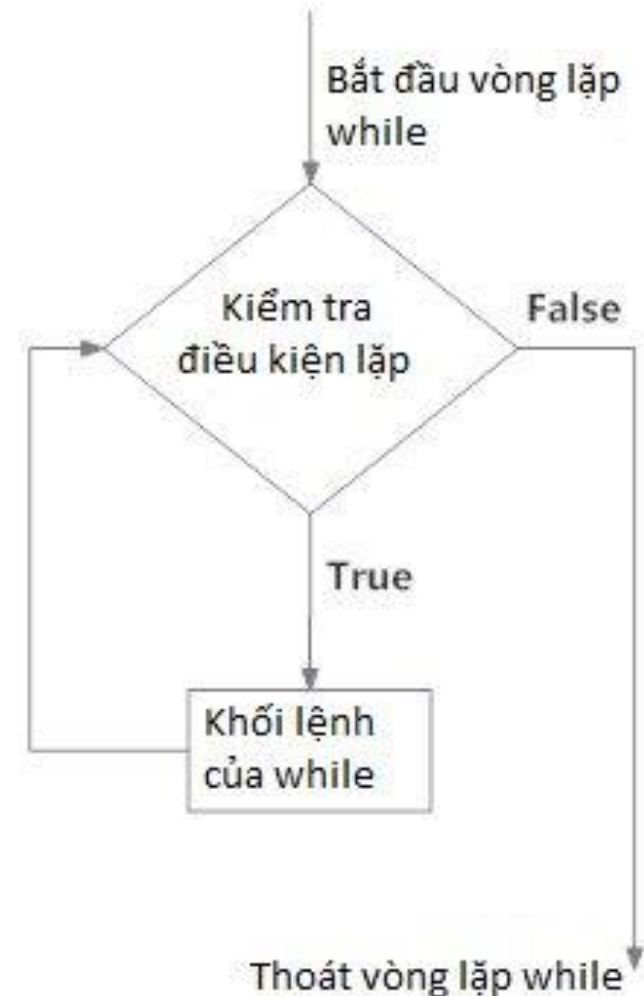 Bắt đầu vòng lặp
while
Kiểm tra
điều kiện lặp
False
True
Khối lệnh
của while
Thoát vòng lặp while